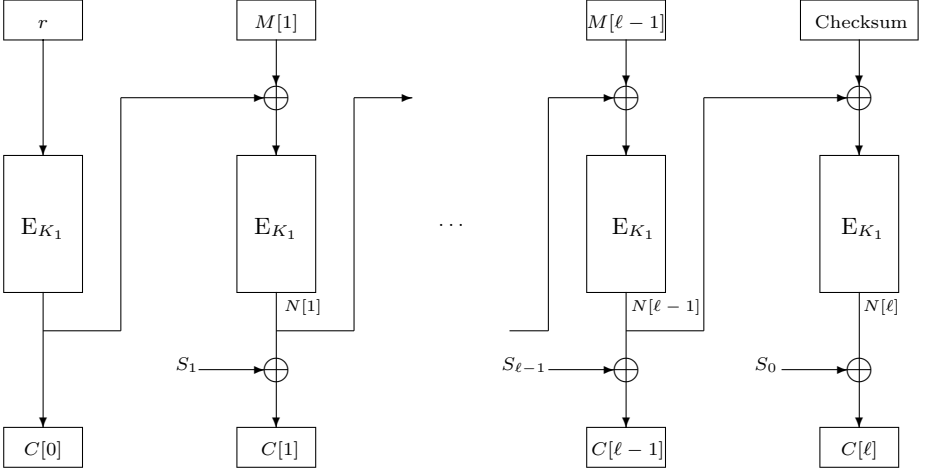 r M[1] M[ℓ − 1] Checksum
E_{K_1} E_{K_1} ··· E_{K_1} E_{K_1}
N[1] N[ℓ − 1] N[ℓ]
S_1 S_{ℓ−1} S_0
C[0] C[1] C[ℓ − 1] C[ℓ]